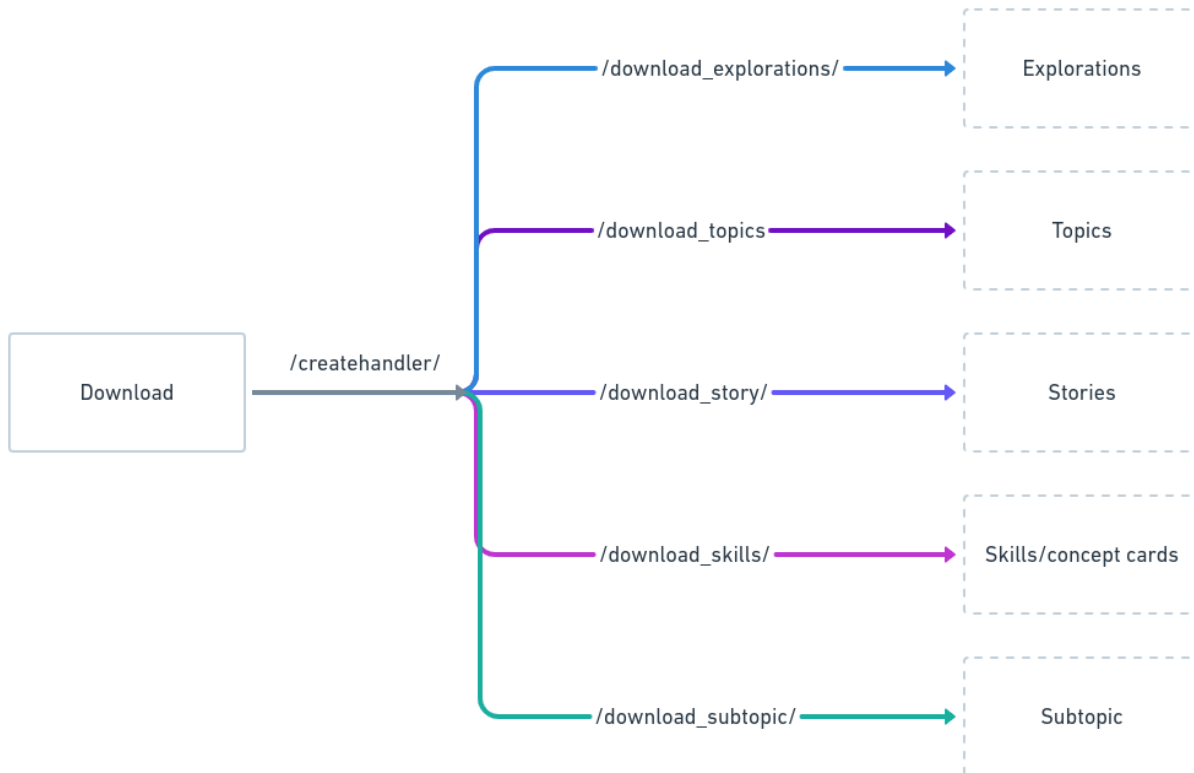 /download_explorations/
Explorations
/download_topics
Topics
/createhandler/
Download
/download_story/
Stories
/download_skills/
Skills/concept cards
/download_subtopic/
Subtopic